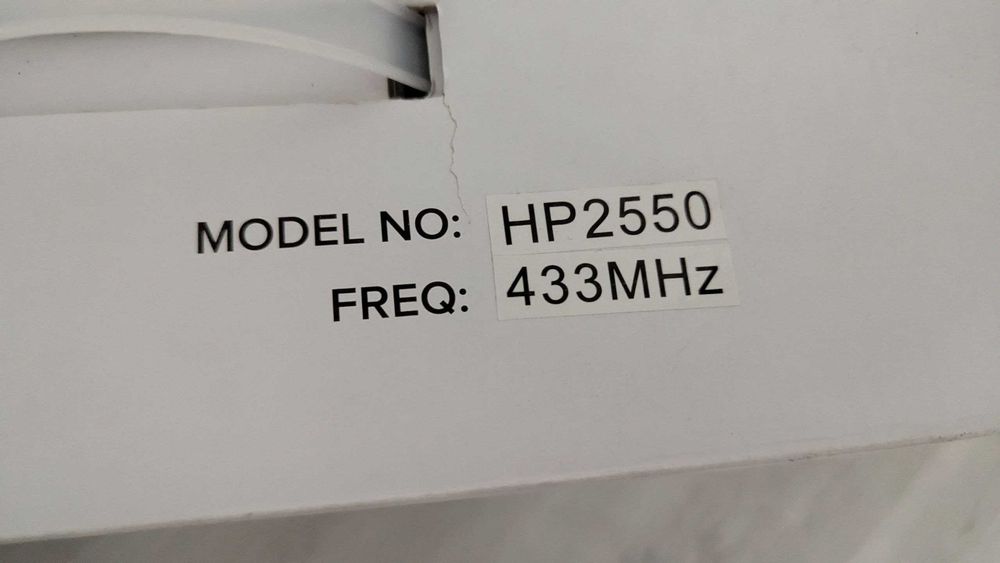 MODEL NO: HP2550
FREQ: 433MHz